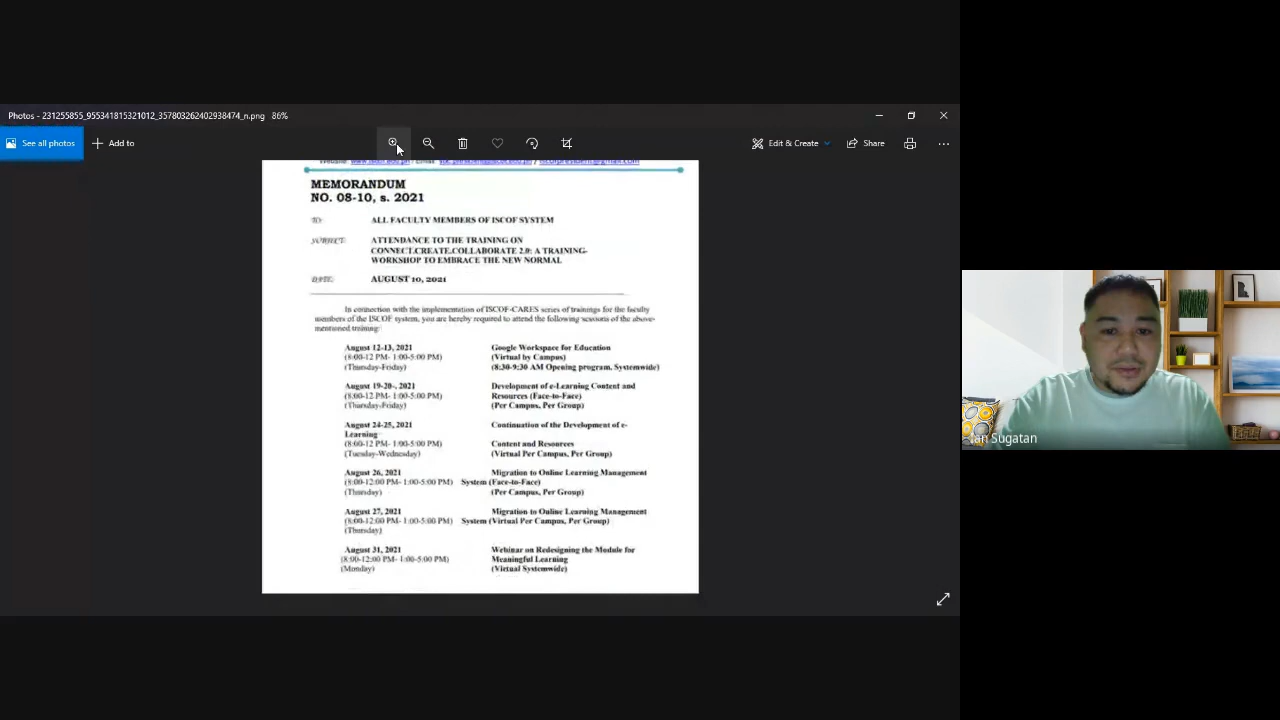 Photos - 231255855_955341815321012_357803262402938474_n.png 86%
See all photos
Add to
Edit & Create
Share
MEMORANDUM
NO. 08-10, s. 2021
TO: ALL FACULTY MEMBERS OF ISCOF SYSTEM
SUBJECT: ATTENDANCE TO THE TRAINING ON
CONNECT.CREATE.COLLABORATE 2.0: A TRAINING-
WORKSHOP TO EMBRACE THE NEW NORMAL
DATE: AUGUST 10, 2021
In connection with the implementation of ISCOF-CARES series of trainings for the faculty
members of the ISCOF system, you are hereby required to attend the following sessions of the above-
mentioned training:
August 12-13, 2021 Google Workspace for Education
(8:00-12 PM- 1:00-5:00 PM) (Virtual by Campus)
(Thursday-Friday) (8:30-9:30 AM Opening program, Systemwide)
August 19-20-, 2021 Development of e-Learning Content and
(8:00-12 PM- 1:00-5:00 PM) Resources (Face-to-Face)
(Thursday-Friday) (Per Campus, Per Group)
August 24-25, 2021 Continuation of the Development of e-
Learning
(8:00-12 PM- 1:00-5:00 PM) Content and Resources
(Tuesday-Wednesday) (Virtual Per Campus, Per Group)
August 26, 2021 Migration to Online Learning Management
(8:00-12:00 PM- 1:00-5:00 PM) System (Face-to-Face)
(Thursday) (Per Campus, Per Group)
August 27, 2021 Migration to Online Learning Management
(8:00-12:00 PM- 1:00-5:00 PM) System (Virtual Per Campus, Per Group)
(Thursday)
August 31, 2021 Webinar on Redesigning the Module for
(8:00-12:00 PM- 1:00-5:00 PM) Meaningful Learning
(Monday) (Virtual Systemwide)
Sugatan